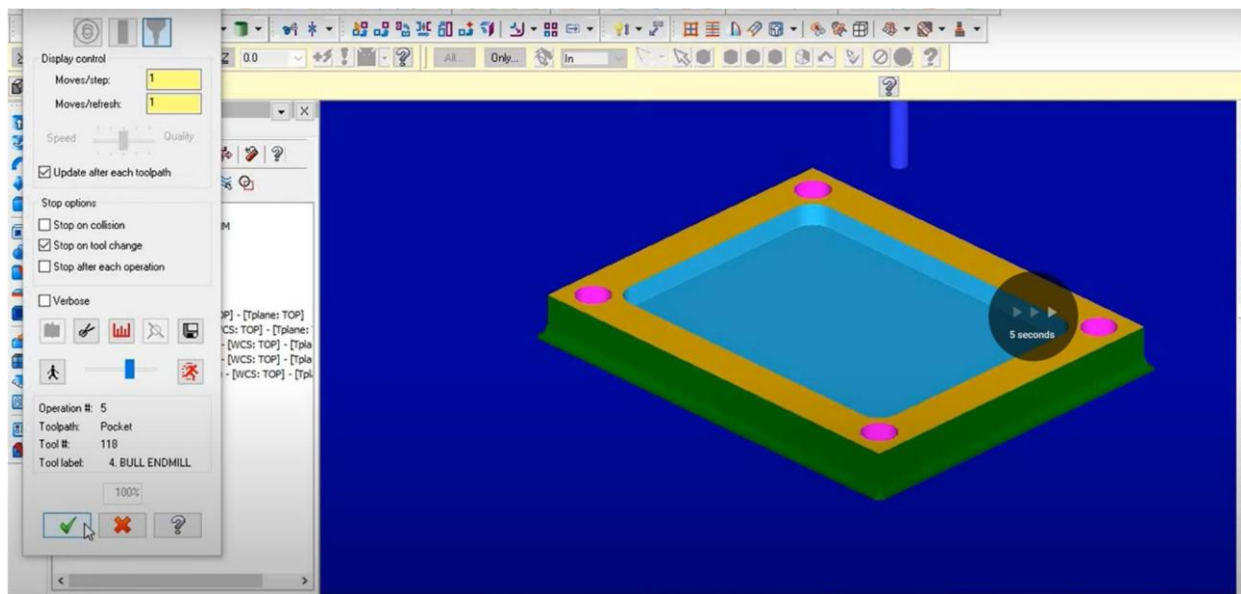 Z 0.0
All...
Only...
In
Display control
Moves/step: 1
Moves/refresh: 1
Speed
Quality
Update after each toolpath
Stop options
Stop on collision
Stop on tool change
Stop after each operation
Verbose
M
P] - [Tplane: TOP]
CS: TOP] - [Tplane:
- [WCS: TOP] - [Tpla
- [WCS: TOP] - [Tpla
) - [WCS: TOP] - [Tpl
Operation #: 5
Toolpath: Pocket
Tool #: 118
Tool label: 4. BULL ENDMILL
100%
5 seconds